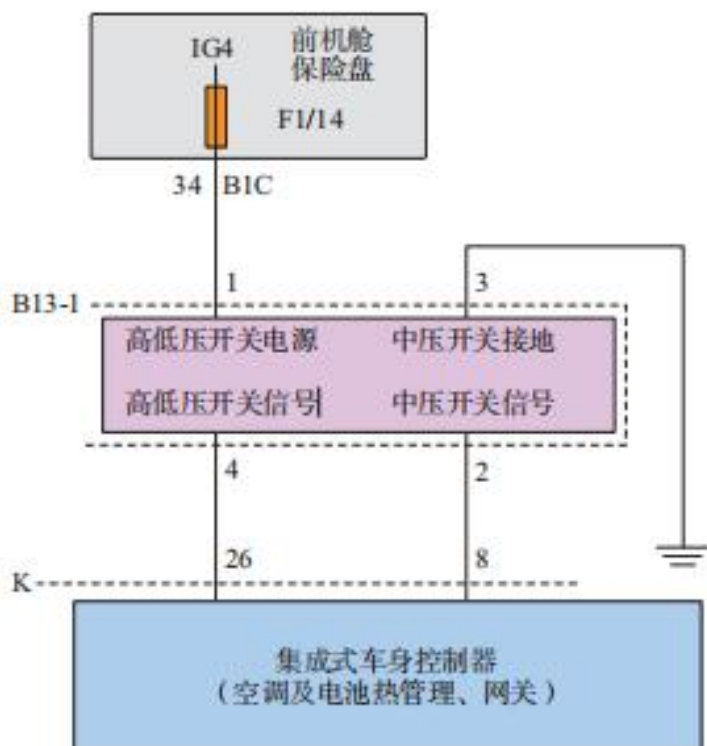 IG4
前机舱
保险盘
F1/14
34 B1C
1 3
B13-1
高低压开关电源 中压开关接地
高低压开关信号 中压开关信号
4 2
26 8
K
集成式车身控制器
（空调及电池热管理、网关）